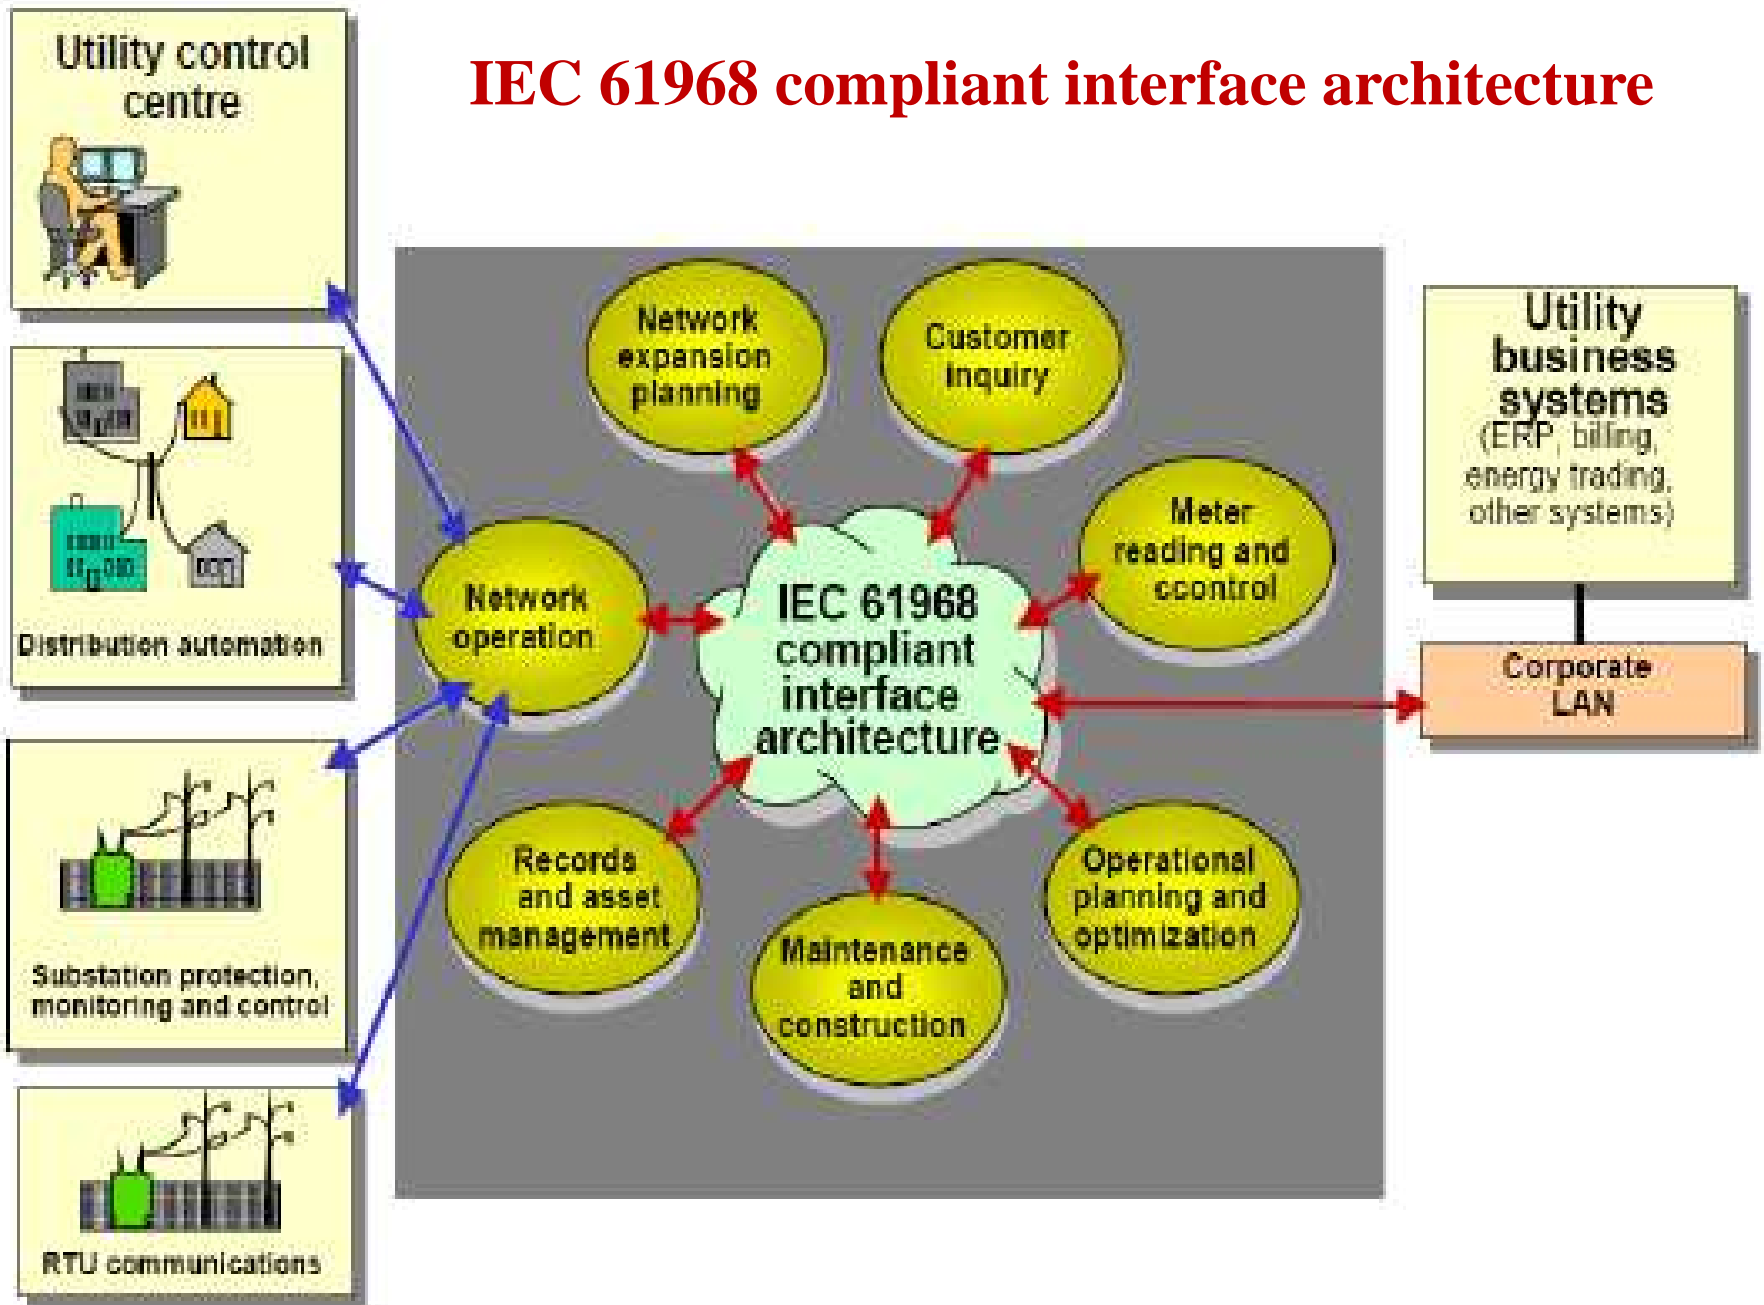 IEC 61968 compliant interface architecture
Utility control
centre
Distribution automation
Substation protection,
monitoring and control
RTU communications
Network
expansion
planning
Customer
inquiry
Meter
reading and
ccontrol
Network
operation
IEC 61968
compliant
interface
architecture
Records
and asset
management
Maintenance
and
construction
Operational
planning and
optimization
Utility
business
systems
(ERP, billing,
energy trading,
other systems)
Corporate
LAN